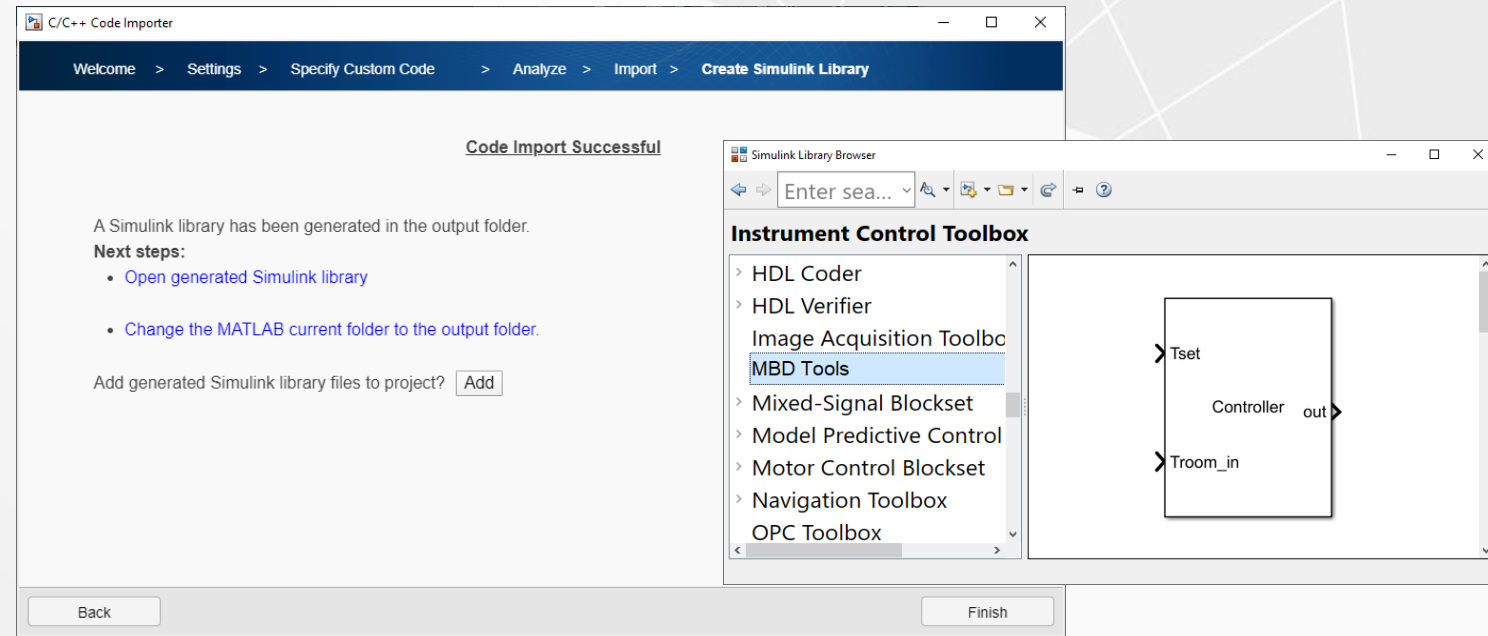 C/C++ Code Importer
Welcome > Settings > Specify Custom Code > Analyze > Import > Create Simulink Library
Code Import Successful
A Simulink library has been generated in the output folder.
Next steps:
• Open generated Simulink library
• Change the MATLAB current folder to the output folder.
Add generated Simulink library files to project? Add
Back
Finish
Simulink Library Browser
Enter sea...
Instrument Control Toolbox
HDL Coder
HDL Verifier
Image Acquisition Toolbo
MBD Tools
Mixed-Signal Blockset
Model Predictive Control
Motor Control Blockset
Navigation Toolbox
OPC Toolbox
Tset
Controller
out
Troom_in